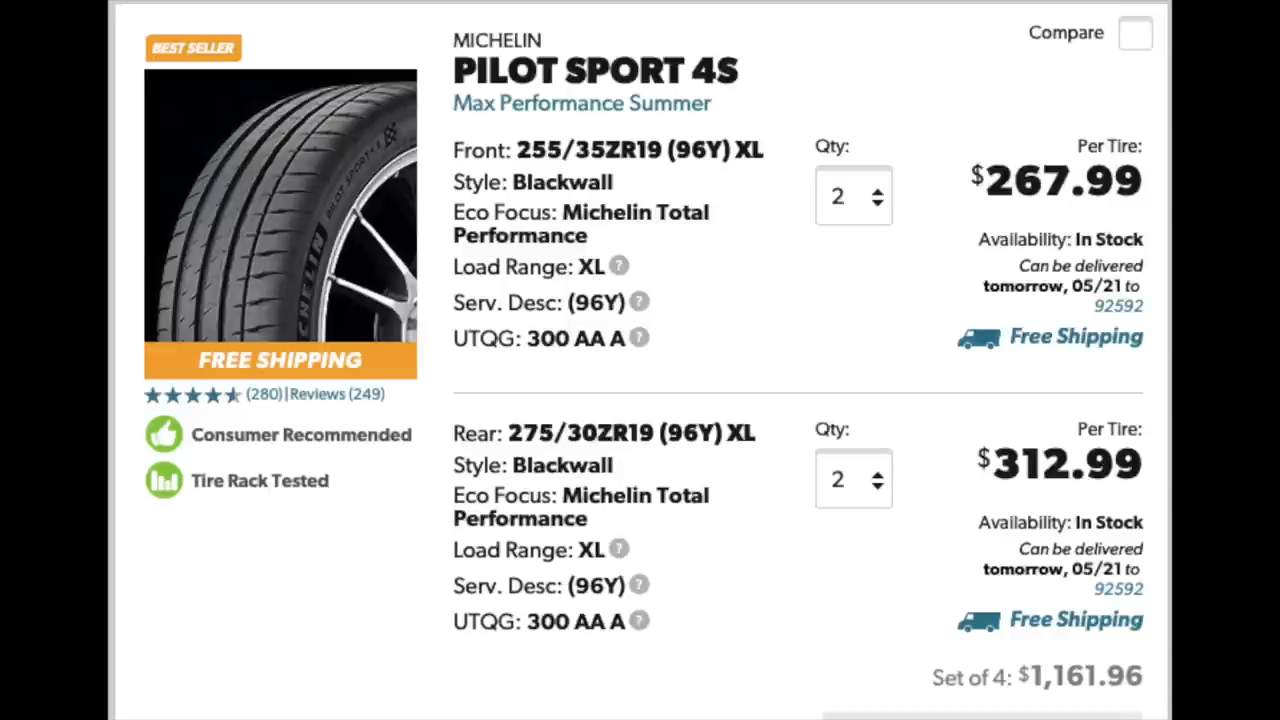 BEST SELLER
Compare
MICHELIN
PILOT SPORT 4S
Max Performance Summer
Front: 255/35ZR19 (96Y) XL
Style: Blackwall
Eco Focus: Michelin Total
Performance
Load Range: XL ?
Serv. Desc: (96Y) ?
UTQG: 300 AA A ?
Qty:
2
Per Tire:
$267.99
Availability: In Stock
Can be delivered
tomorrow, 05/21 to
92592
Free Shipping
PILOT SPORT 4 S
CHELIN
FREE SHIPPING
(280)|Reviews (249)
Consumer Recommended
Tire Rack Tested
Rear: 275/30ZR19 (96Y) XL
Style: Blackwall
Eco Focus: Michelin Total
Performance
Load Range: XL ?
Serv. Desc: (96Y) ?
UTQG: 300 AA A ?
Qty:
2
Per Tire:
$312.99
Availability: In Stock
Can be delivered
tomorrow, 05/21 to
92592
Free Shipping
Set of 4: $1,161.96